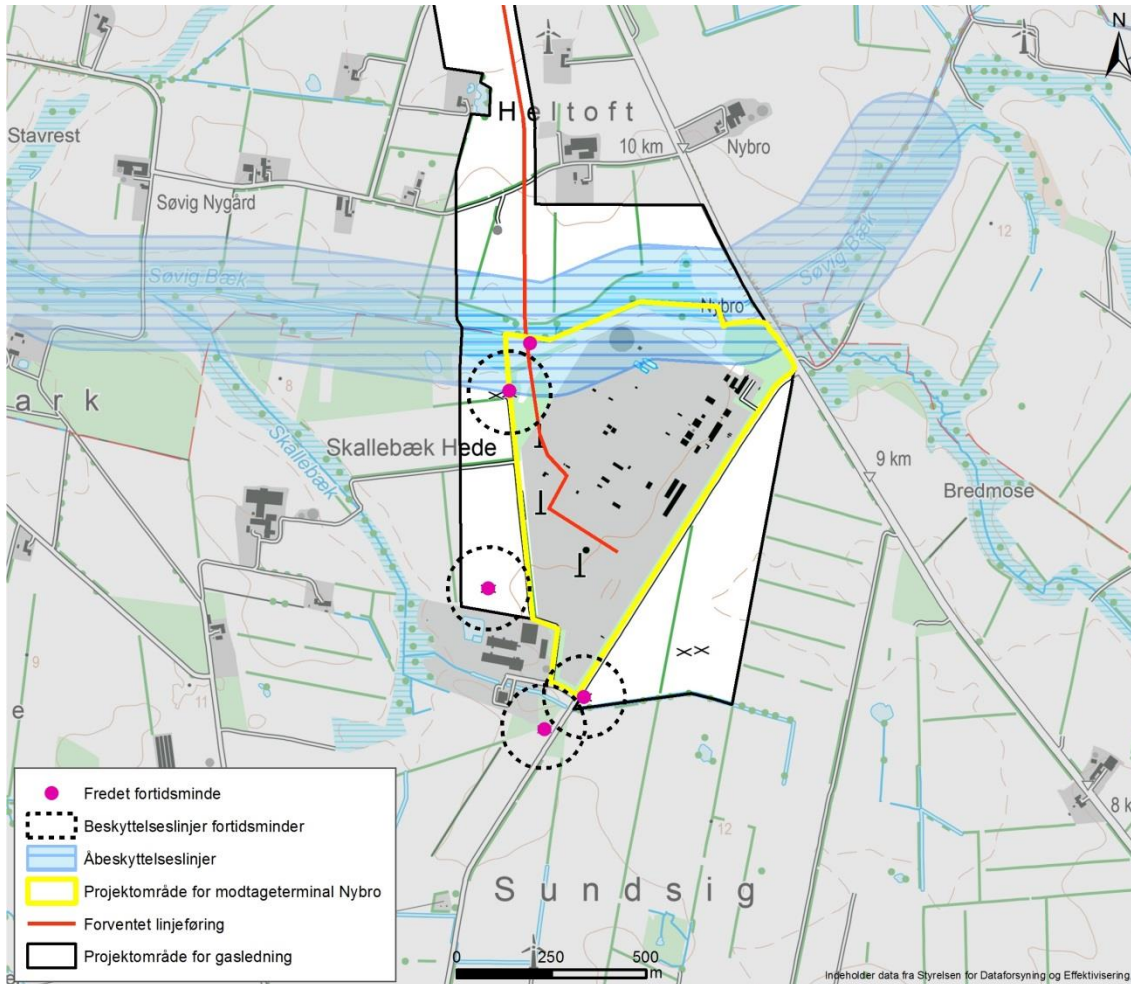 N
Heltoft
Stavrest
10 km
Nybro
Søvig Nygård
12
Søvig Bæk
Søvig Bæk
Nybro
8
ark
Skallebæk Hede
Skallebæk
9 km
Bredmose
9
11
e
12
Sundsig
8 k
Fredet fortidsminde
Beskyttelseslinjer fortidsminder
Åbeskyttelseslinjer
Projektområde for modtageterminal Nybro
Forventet linjeføring
Projektområde for gasledning
0 250 500
m
Indeholder data fra Styrelsen for Dataforsyning og Effektivisering